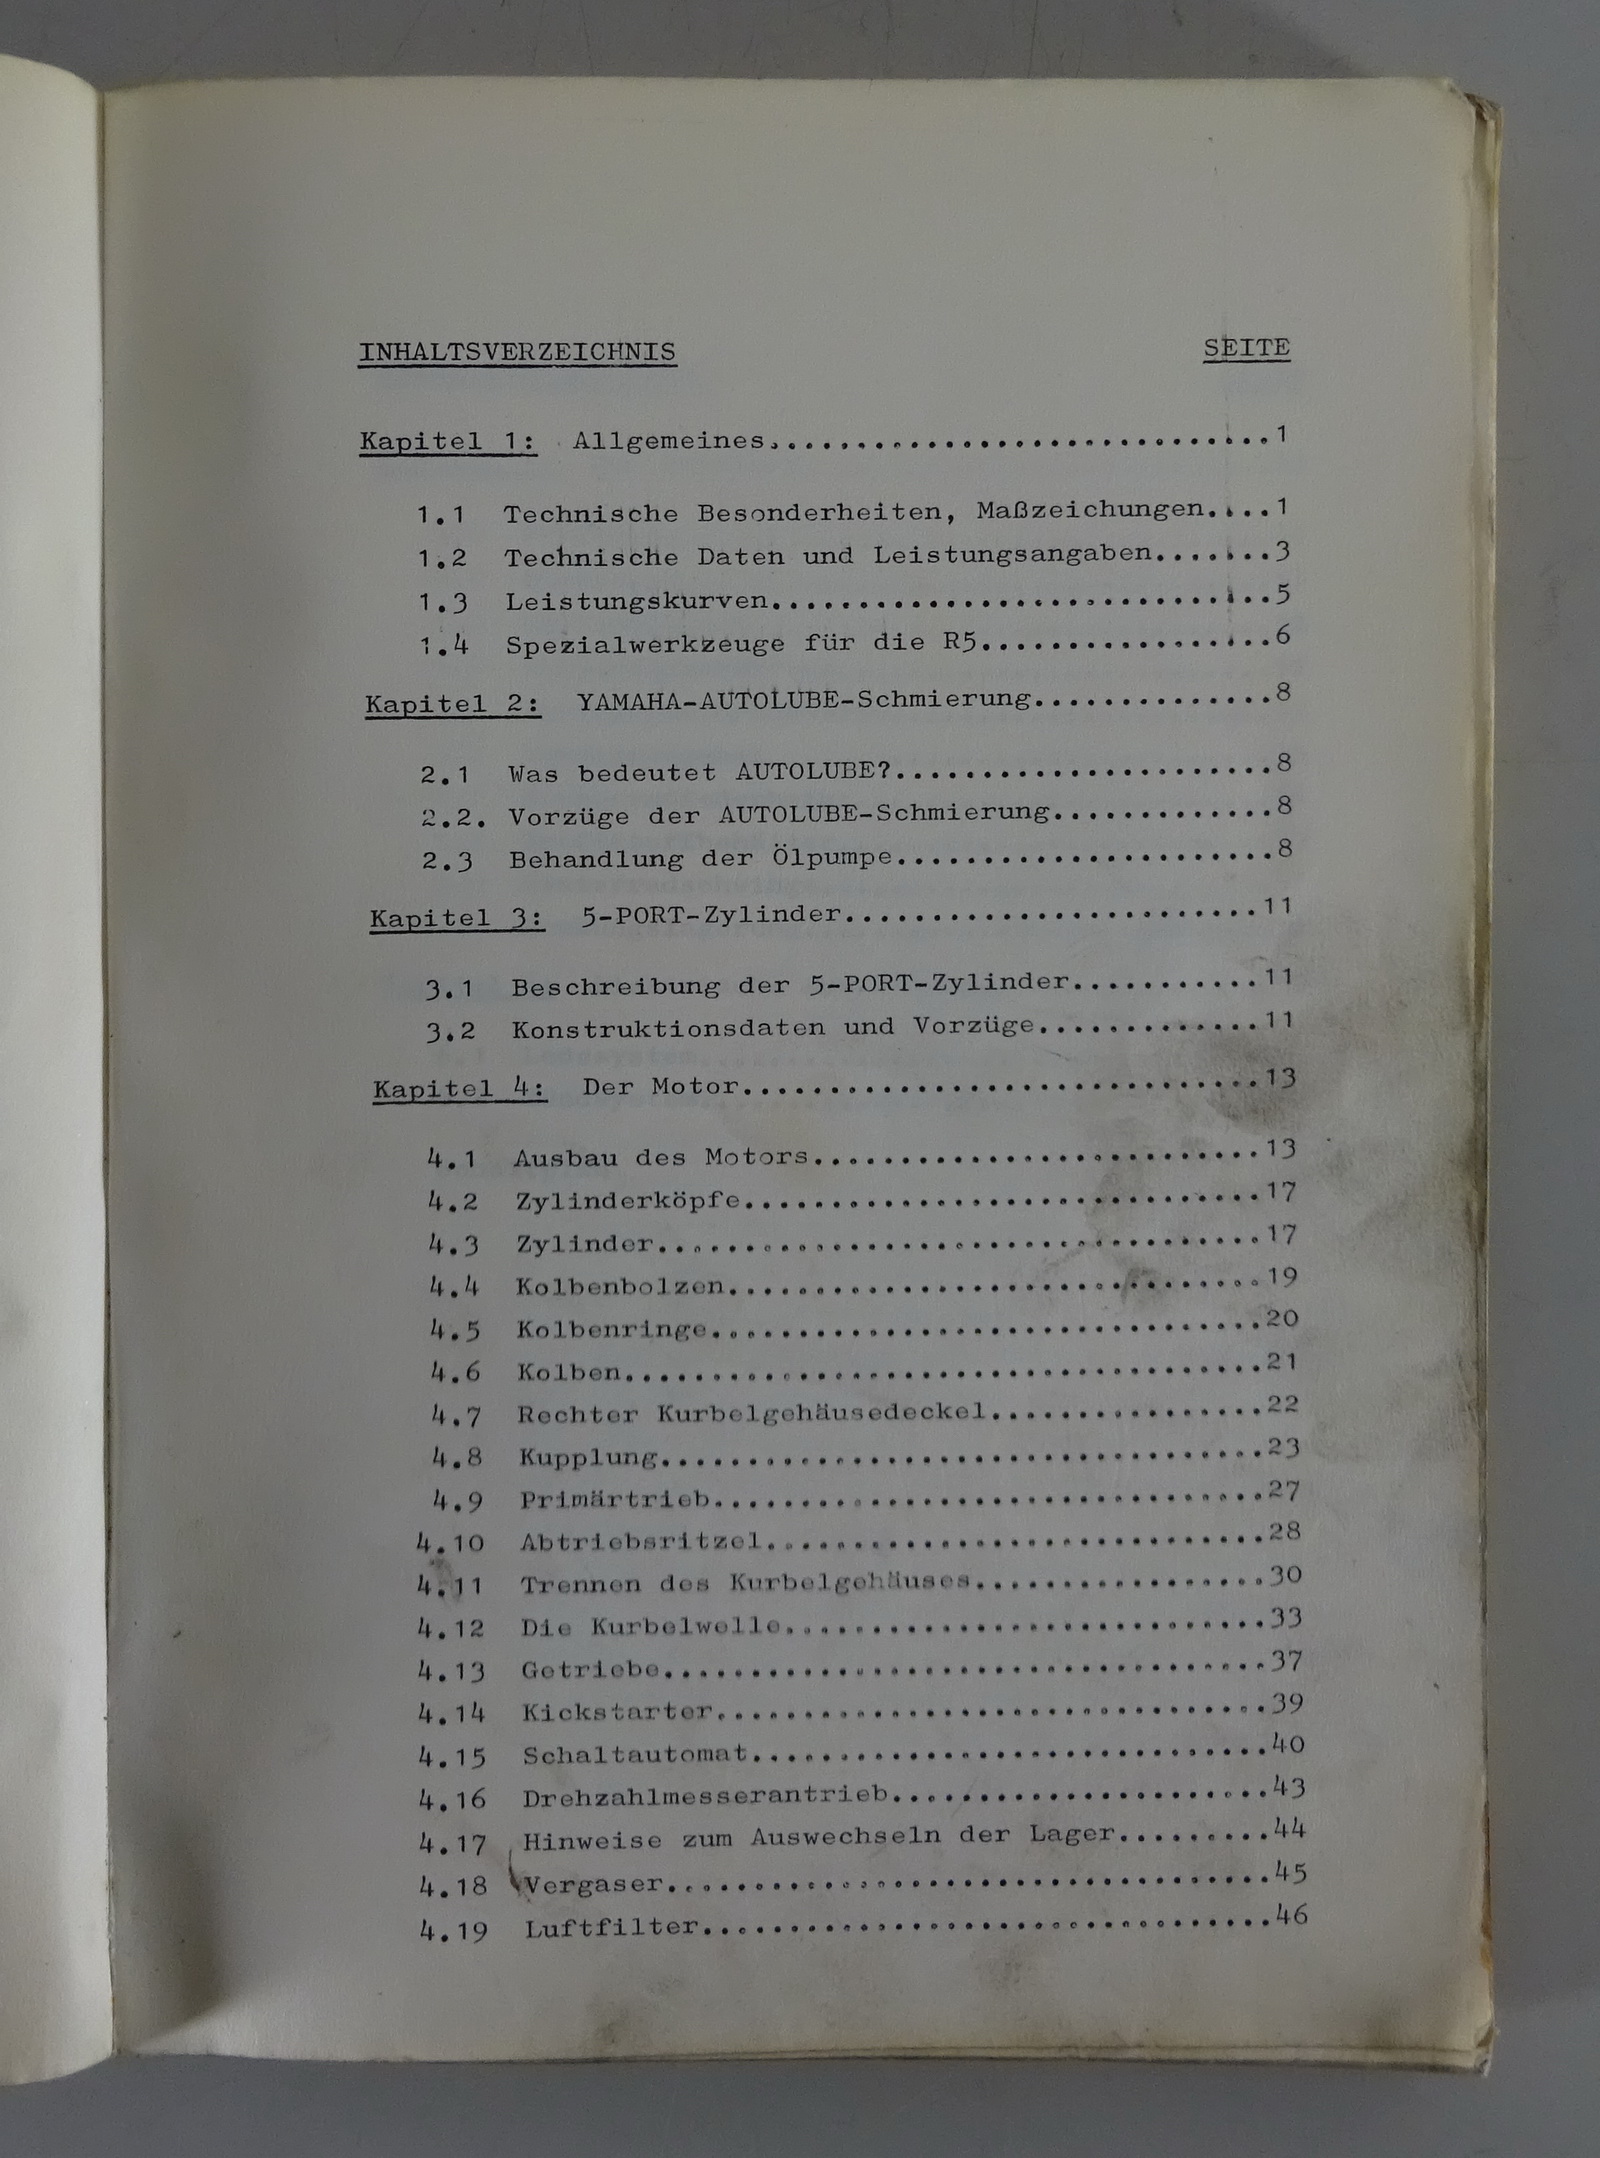 INHALTSVERZEICHNIS SEITE
Kapitel 1: Allgemeines............................1
1.1 Technische Besonderheiten, Maßzeichungen....1
1.2 Technische Daten und Leistungsangaben.......3
1.3 Leistungskurven.............................5
1.4 Spezialwerkzeuge für die R5.................6
Kapitel 2: YAMAHA-AUTOLUBE-Schmierung..............8
2.1 Was bedeutet AUTOLUBE?......................8
2.2. Vorzüge der AUTOLUBE-Schmierung.............8
2.3 Behandlung der Ölpumpe......................8
Kapitel 3: 5-PORT-Zylinder........................11
3.1 Beschreibung der 5-PORT-Zylinder...........11
3.2 Konstruktionsdaten und Vorzüge.............11
Kapitel 4: Der Motor..............................13
4.1 Ausbau des Motors..........................13
4.2 Zylinderköpfe..............................17
4.3 Zylinder...................................17
4.4 Kolbenbolzen...............................19
4.5 Kolbenringe................................20
4.6 Kolben.....................................21
4.7 Rechter Kurbelgehäusedeckel................22
4.8 Kupplung...................................23
4.9 Primärtrieb................................27
4.10 Abtriebsritzel.............................28
4.11 Trennen des Kurbelgehäuses.................30
4.12 Die Kurbelwelle............................33
4.13 Getriebe...................................37
4.14 Kickstarter................................39
4.15 Schaltautomat..............................40
4.16 Drehzahlmesserantrieb......................43
4.17 Hinweise zum Auswechseln der Lager.........44
4.18 Vergaser...................................45
4.19 Luftfilter.................................46